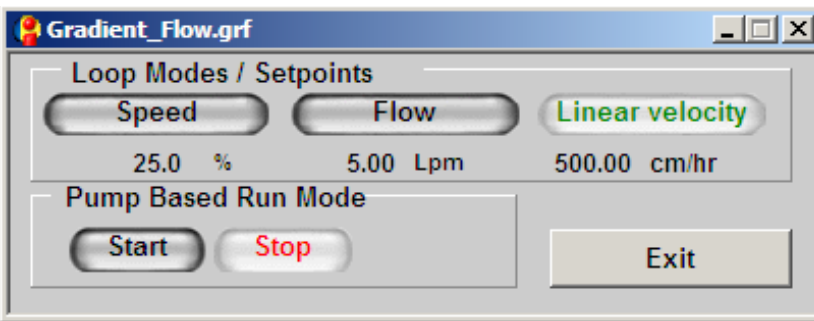 Gradient_Flow.grf
Loop Modes / Setpoints
Speed Flow Linear velocity
25.0 % 5.00 Lpm 500.00 cm/hr
Pump Based Run Mode
Start Stop Exit